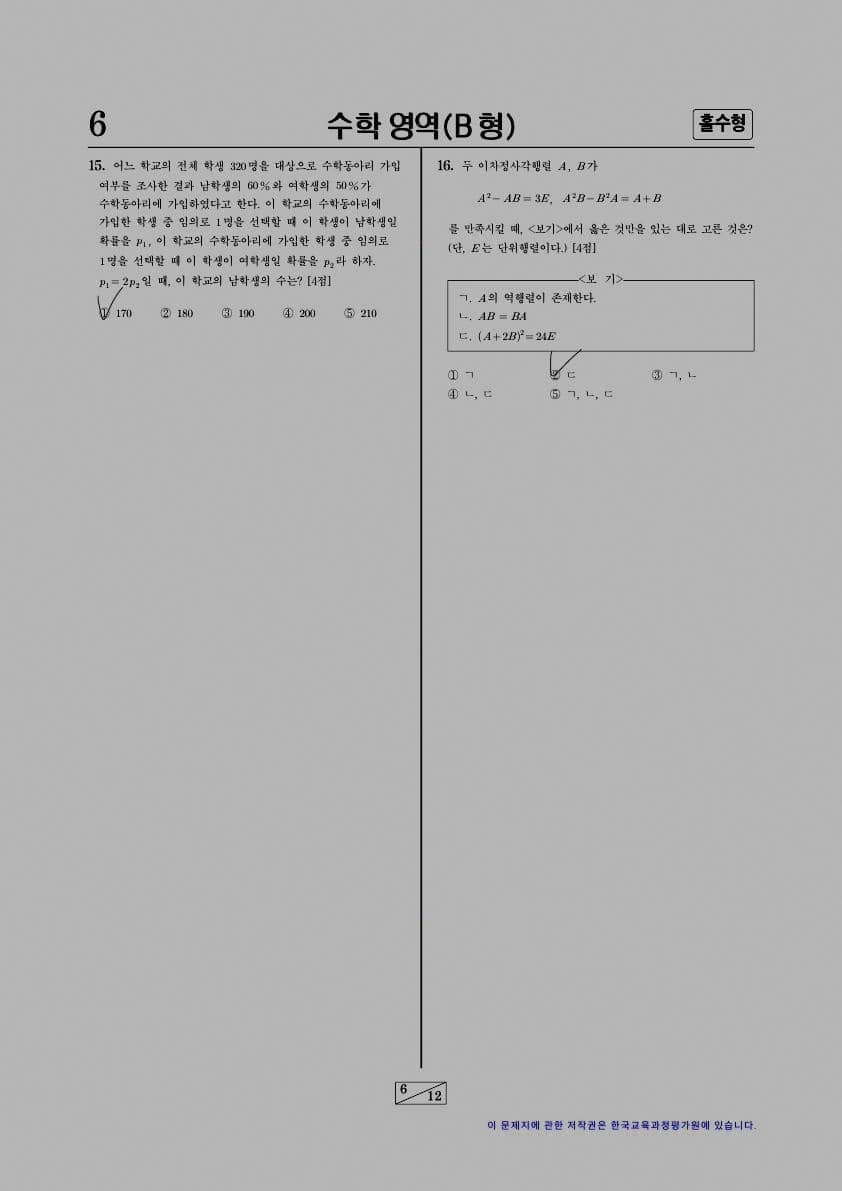 6
수학 영역(B형)
홀수형
15. 어느 학교의 전체 학생 320명을 대상으로 수학동아리 가입
여부를 조사한 결과 남학생의 60%와 여학생의 50%가
수학동아리에 가입하였다고 한다. 이 학교의 수학동아리에
가입한 학생 중 임의로 1명을 선택할 때 이 학생이 남학생일
확률을 p₁, 이 학교의 수학동아리에 가입한 학생 중 임의로
1명을 선택할 때 이 학생이 여학생일 확률을 p₂라 하자.
p₁=2p₂일 때, 이 학교의 남학생의 수는? [4점]
① 170 ② 180 ③ 190 ④ 200 ⑤ 210
16. 두 이차정사각행렬 A, B가
A²-AB=3E, A²B-B²A=A+B
를 만족시킬 때, <보기>에서 옳은 것만을 있는 대로 고른 것은?
(단, E는 단위행렬이다.) [4점]
<보 기>
ㄱ. A의 역행렬이 존재한다.
ㄴ. AB=BA
ㄷ. (A+2B)²=24E
① ㄱ ② ㄷ ③ ㄱ, ㄴ
④ ㄴ, ㄷ ⑤ ㄱ, ㄴ, ㄷ
6
12
이 문제지에 관한 저작권은 한국교육과정평가원에 있습니다.